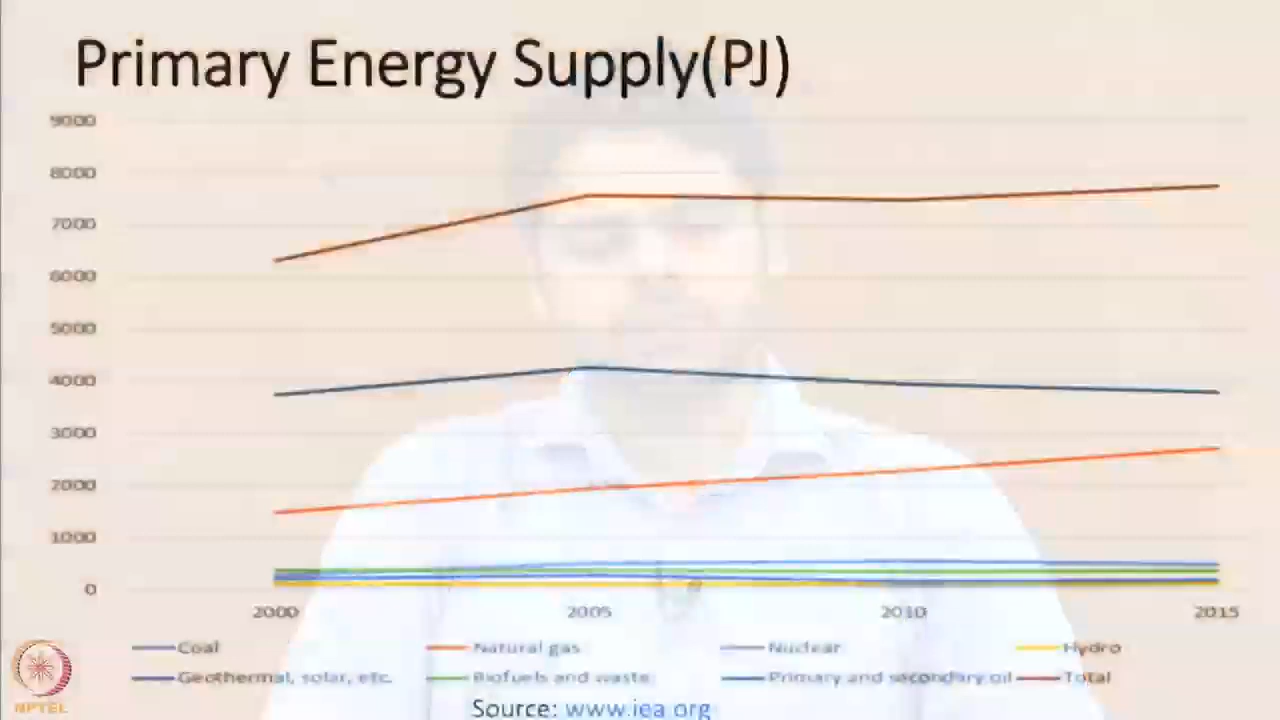 Primary Energy Supply(PJ)
9000
8000
7000
6000
5000
4000
3000
2000
1000
0
2000 2005 2010 2015
Coal Natural gas Nuclear Hydro
Geothermal, solar, etc. Biofuels and waste Primary and secondary oil Total
Source: www.iea.org
NPTEL